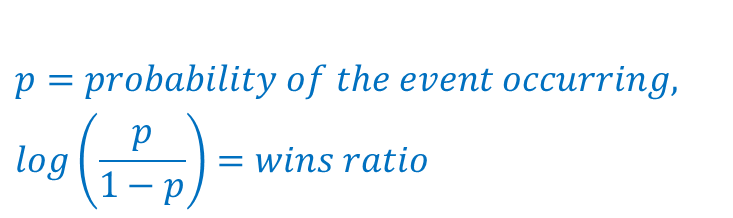 p = probability of the event occurring,
log(p/(1 − p)) = wins ratio